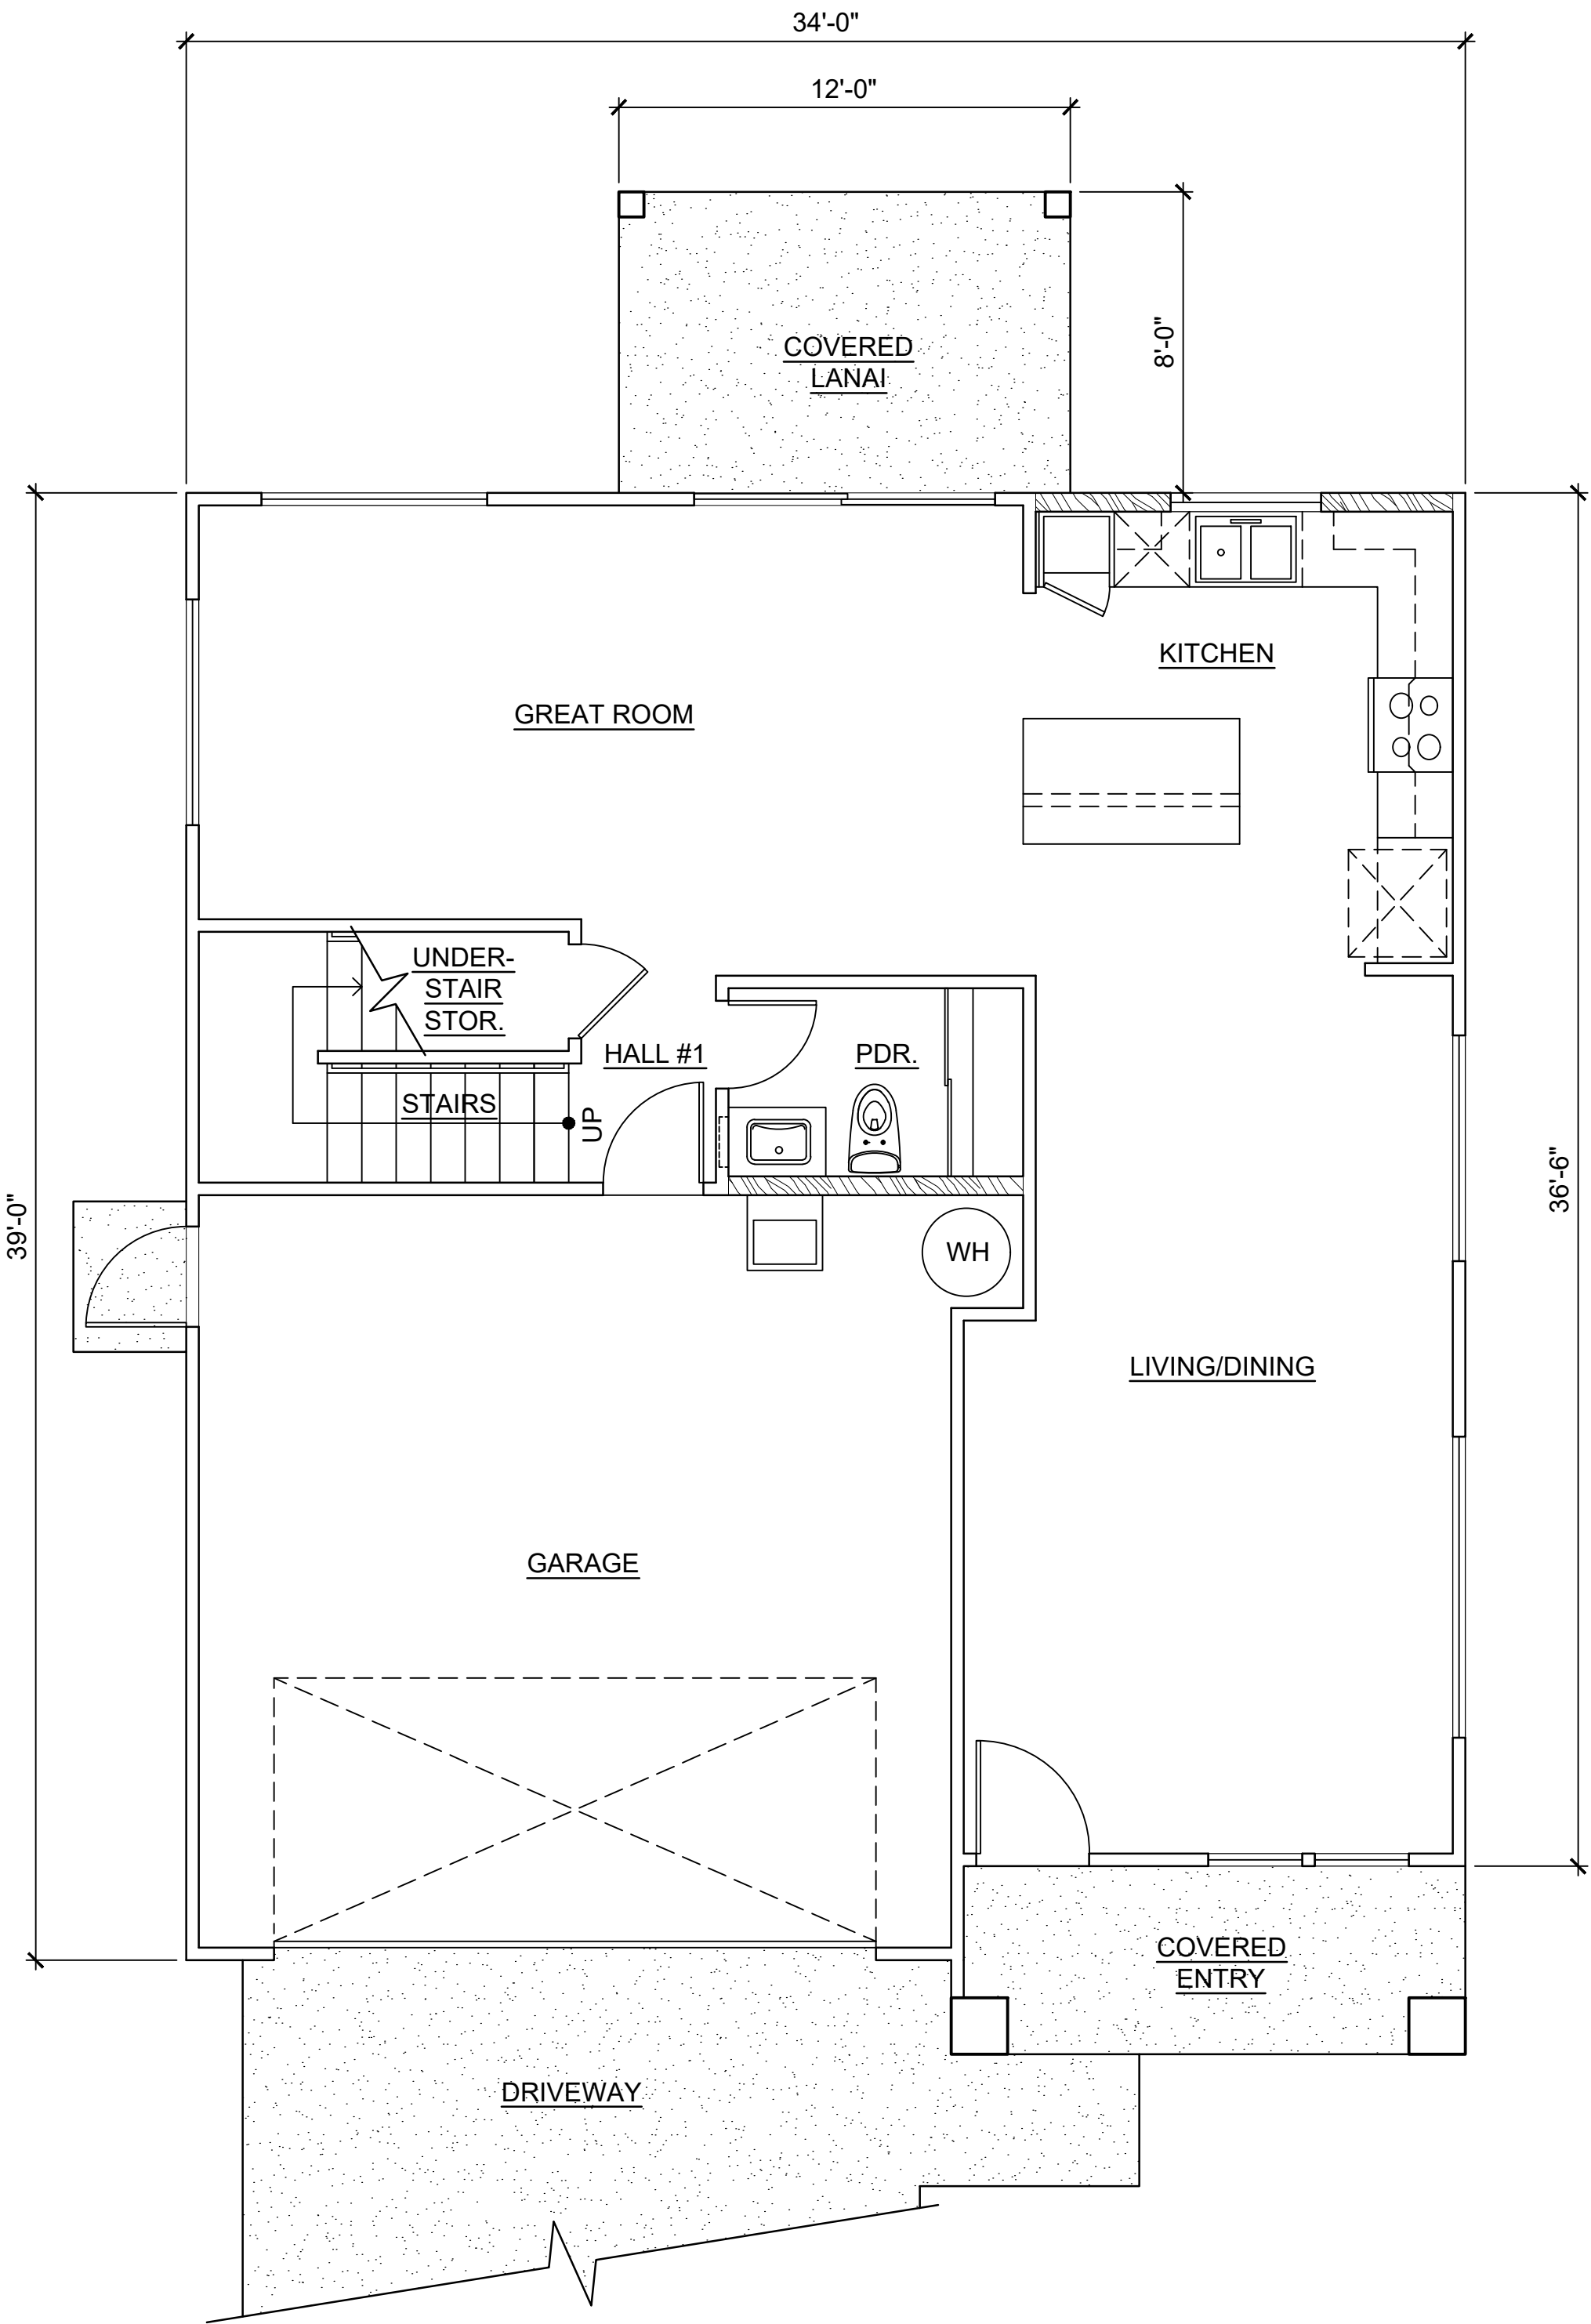 34'-0"
12'-0"
8'-0"
COVERED
LANAI
KITCHEN
GREAT ROOM
UNDER-
STAIR
STOR.
HALL #1
PDR.
STAIRS
UP
39'-0"
36'-6"
WH
LIVING/DINING
GARAGE
COVERED
ENTRY
DRIVEWAY